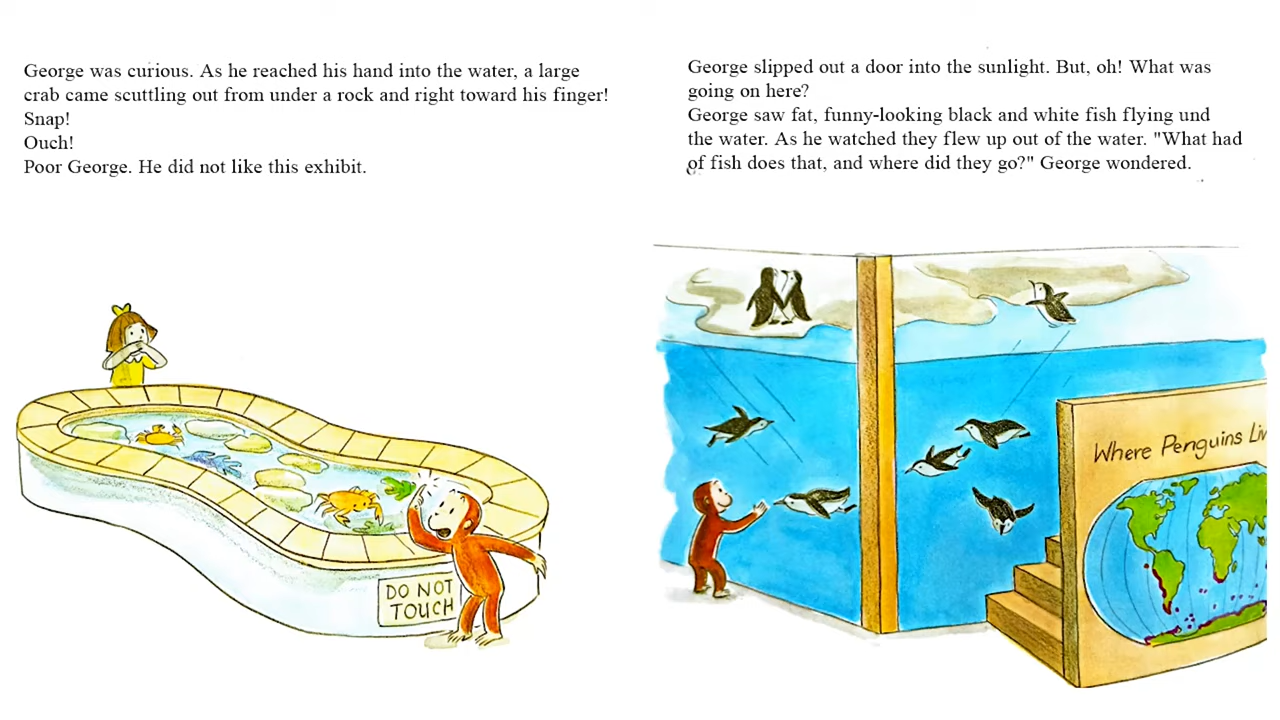 George was curious. As he reached his hand into the water, a large
crab came scuttling out from under a rock and right toward his finger!
Snap!
Ouch!
Poor George. He did not like this exhibit.
DO NOT
TOUCH
George slipped out a door into the sunlight. But, oh! What was
going on here?
George saw fat, funny-looking black and white fish flying und
the water. As he watched they flew up out of the water. "What had
of fish does that, and where did they go?" George wondered.
Where Penguins Liv